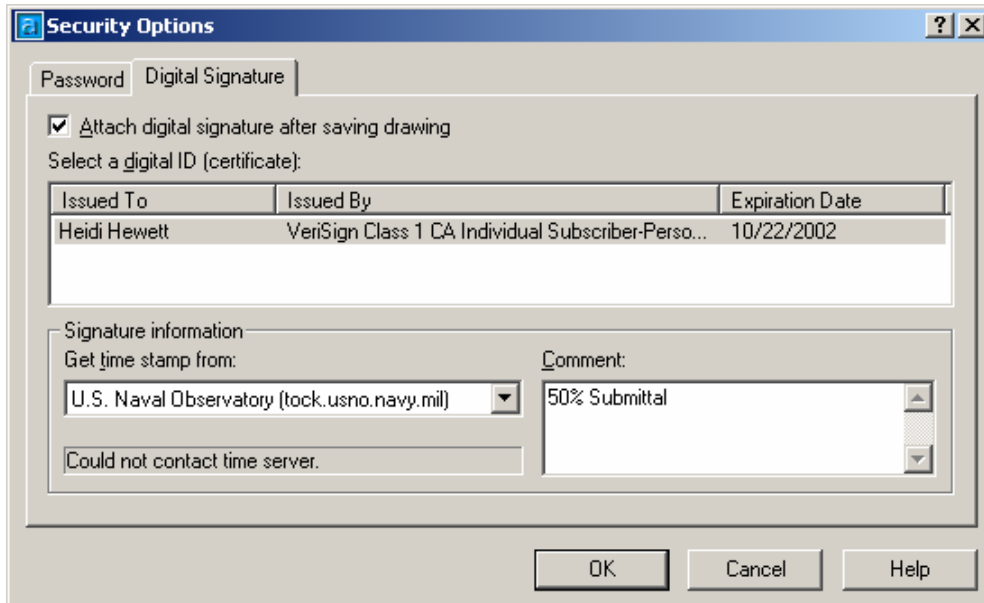 Security Options
Password Digital Signature
Attach digital signature after saving drawing
Select a digital ID (certificate):
Issued To Issued By Expiration Date
Heidi Hewett VeriSign Class 1 CA Individual Subscriber-Perso... 10/22/2002
Signature information
Get time stamp from: Comment:
U.S. Naval Observatory (tock.usno.navy.mil) 50% Submittal
Could not contact time server.
OK Cancel Help